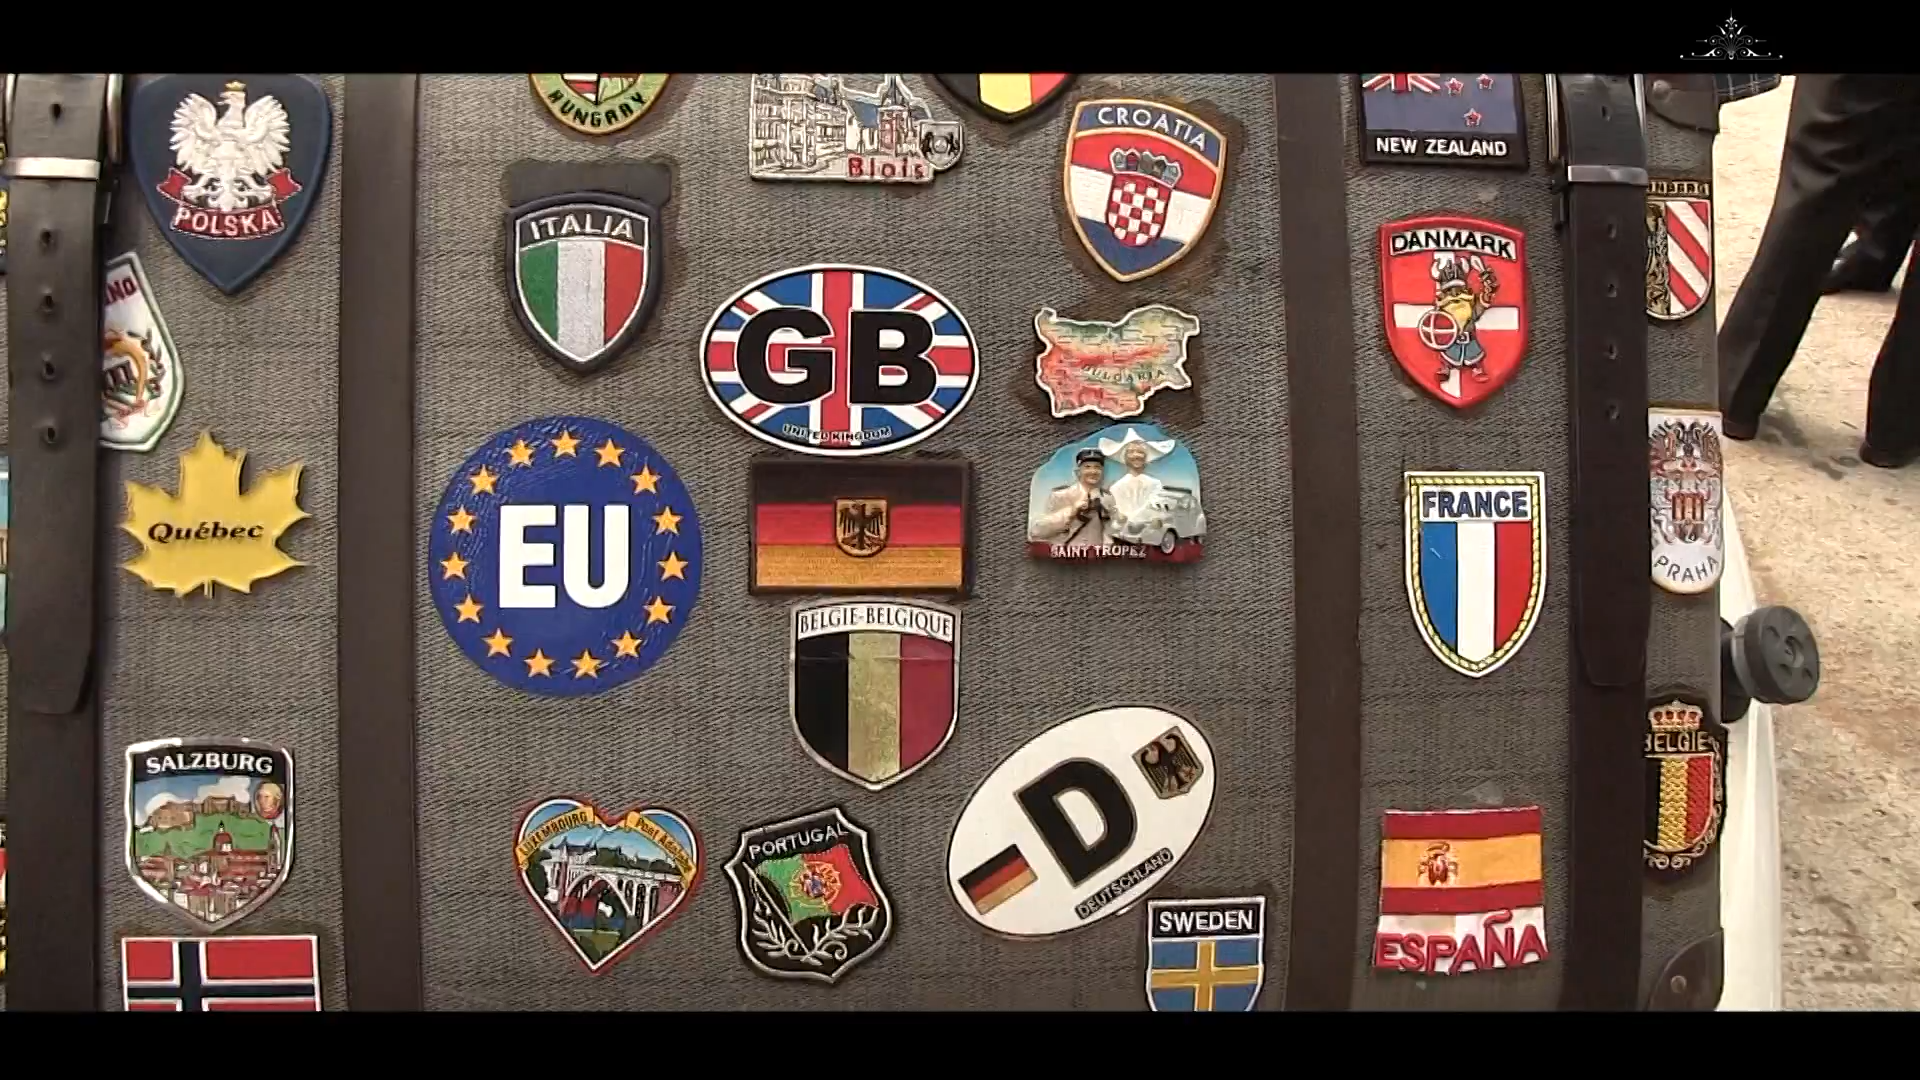 POLSKA
HUNGARY
Blois
CROATIA
NEW ZEALAND
ITALIA
DANMARK
GB
UNITED KINGDOM
BULGARIA
Québec
EU
SAINT TROPEZ
FRANCE
PRAHA
BELGIE-BELGIQUE
SALZBURG
BELGIE
D
DEUTSCHLAND
LUXEMBOURG
PORTUGAL
SWEDEN
ESPAÑA